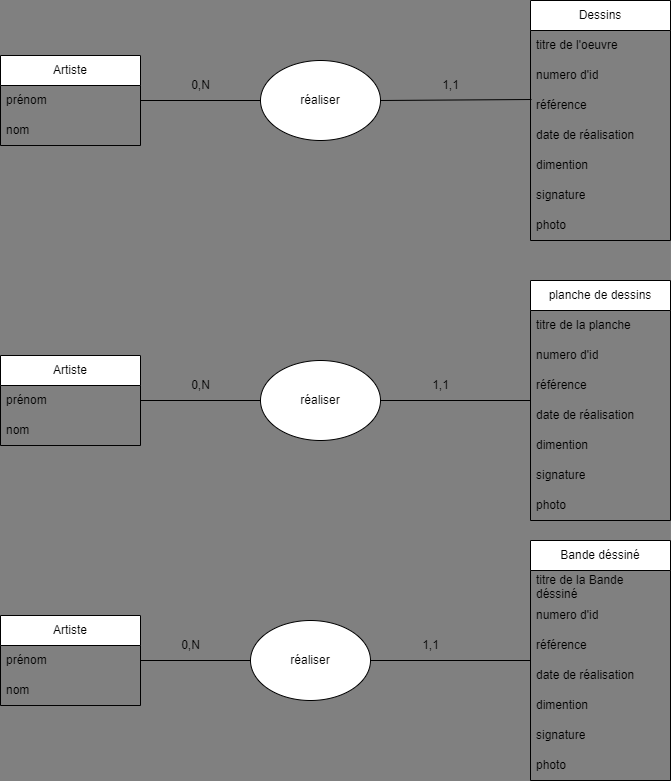 Dessins
titre de l'oeuvre
numero d'id
référence
date de réalisation
dimention
signature
photo
Artiste
prénom
nom
0,N
réaliser
1,1
planche de dessins
titre de la planche
numero d'id
référence
date de réalisation
dimention
signature
photo
Artiste
prénom
nom
0,N
réaliser
1,1
Bande déssiné
titre de la Bande
déssiné
numero d'id
référence
date de réalisation
dimention
signature
photo
Artiste
prénom
nom
0,N
réaliser
1,1